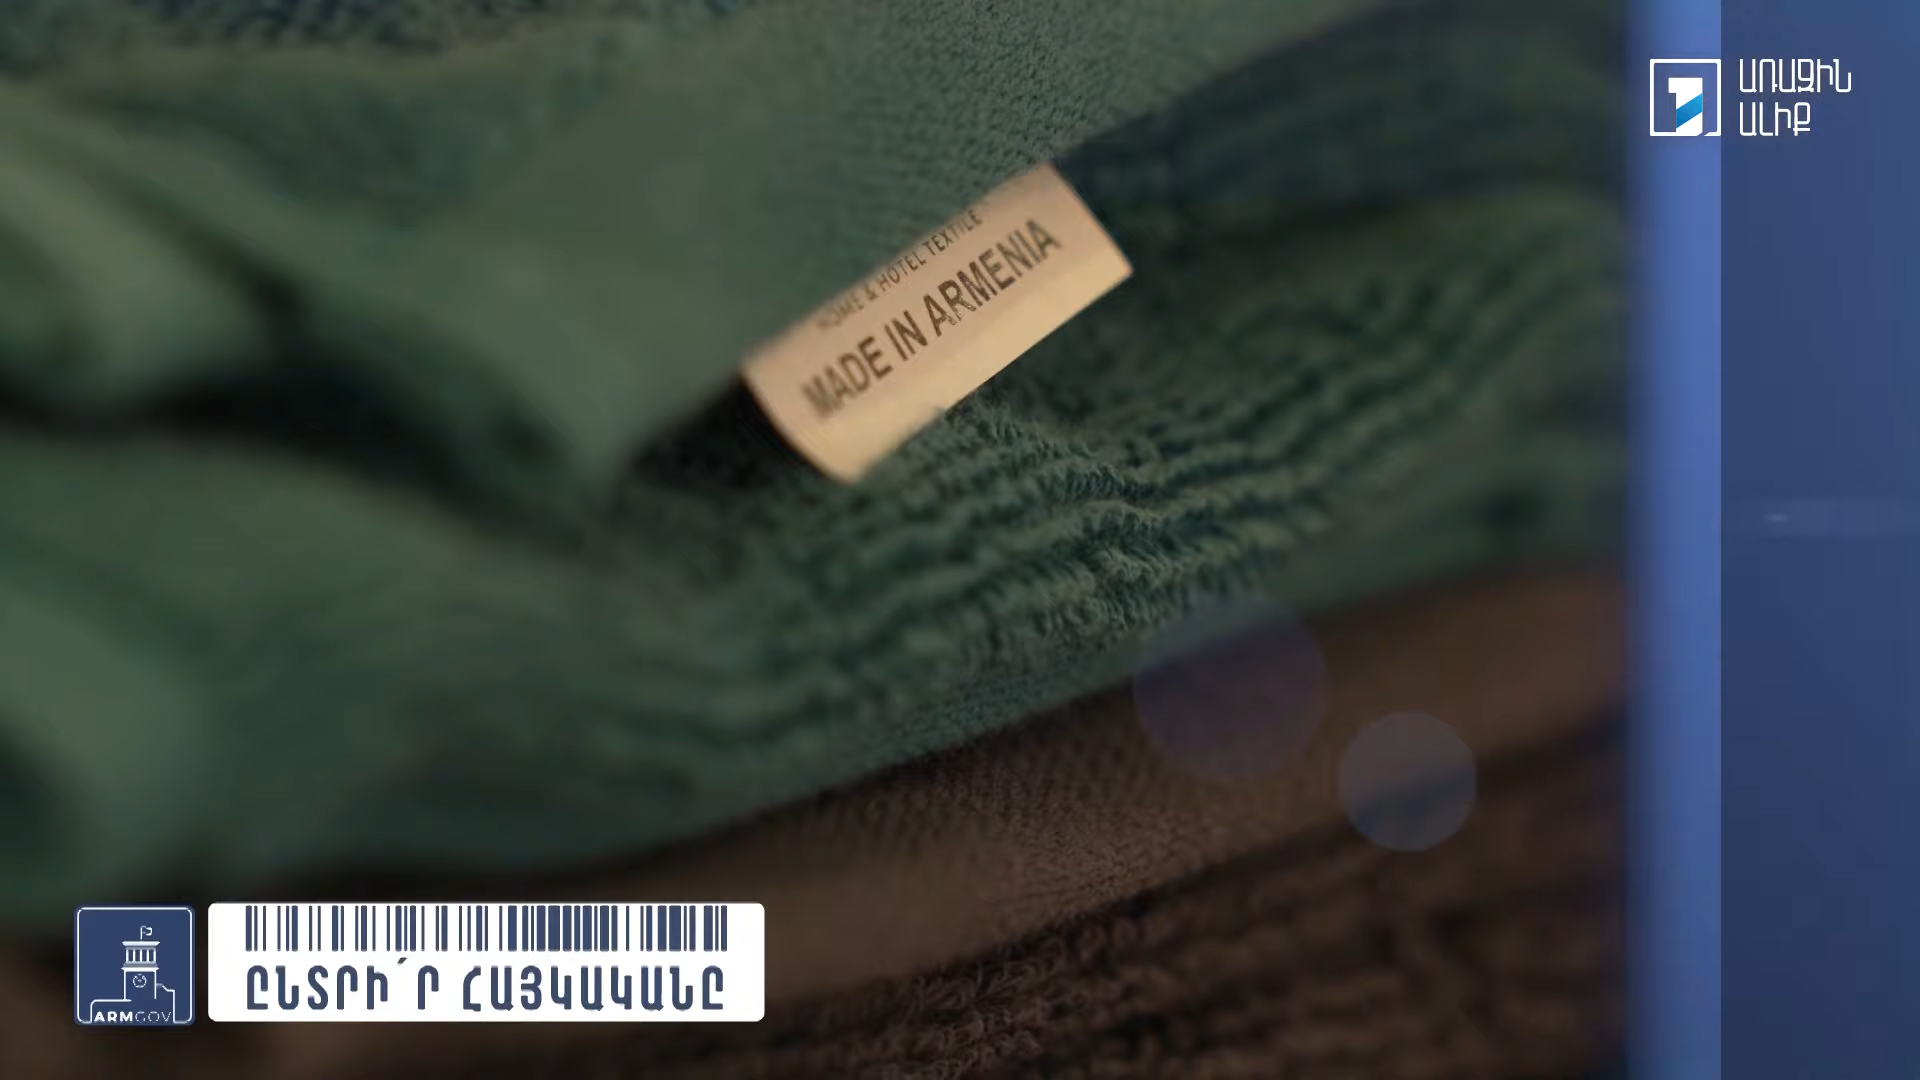 ԱՌԱՋԻՆ
ԱԼԻՔ
HOME & HOTEL TEXTILE
MADE IN ARMENIA
ԸՆՏՐԻ՛Ր ՀԱՅԿԱԿԱՆԸ
ARMGOV